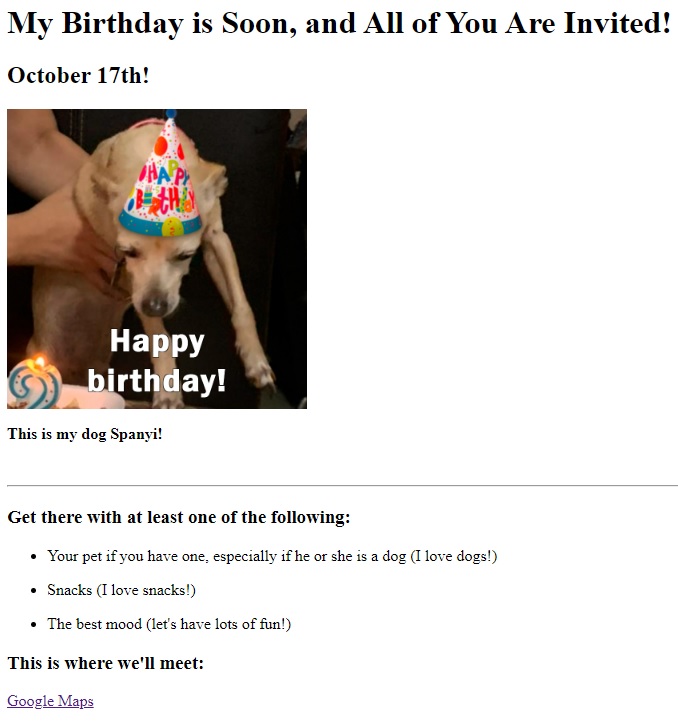 My Birthday is Soon, and All of You Are Invited!
October 17th!
HAPPY
BIRTHDAY
Happy
birthday!
This is my dog Spanyi!
Get there with at least one of the following:
Your pet if you have one, especially if he or she is a dog (I love dogs!)
Snacks (I love snacks!)
The best mood (let's have lots of fun!)
This is where we'll meet:
Google Maps